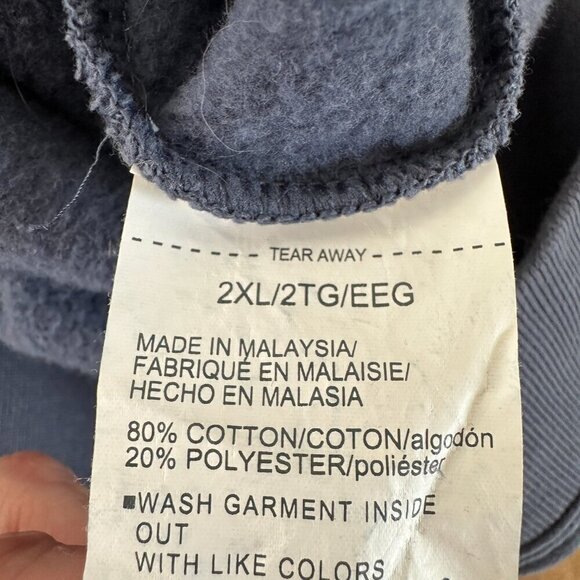 TEAR AWAY
2XL/2TG/EEG
MADE IN MALAYSIA/
FABRIQUÉ EN MALAISIE/
HECHO EN MALASIA
80% COTTON/COTON/algodón
20% POLYESTER/poliéster
■WASH GARMENT INSIDE
OUT
WITH LIKE COLORS